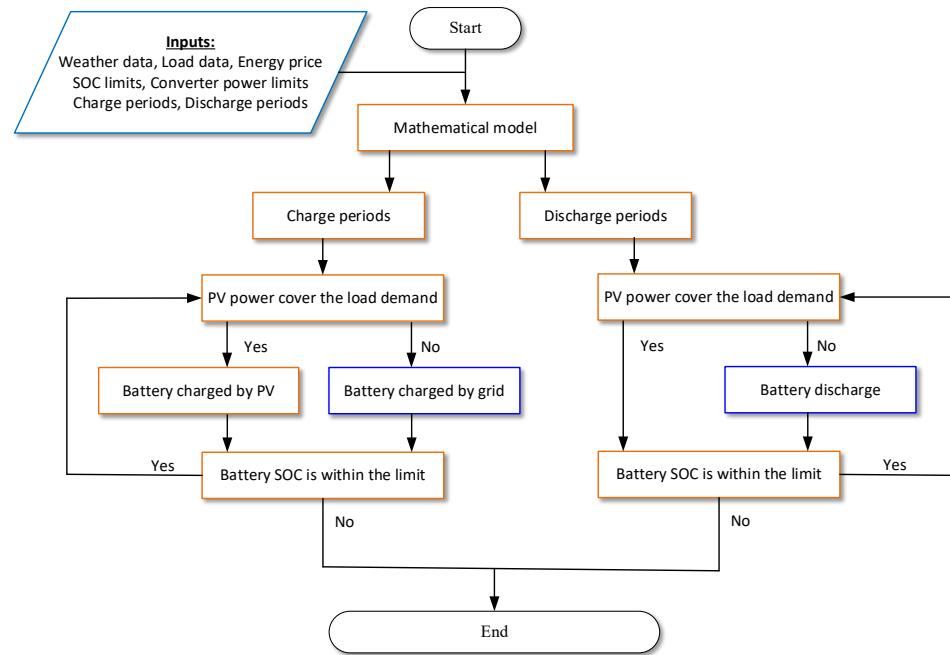 Start
Inputs:
Weather data, Load data, Energy price
SOC limits, Converter power limits
Charge periods, Discharge periods
Mathematical model
Charge periods
Discharge periods
PV power cover the load demand
PV power cover the load demand
Yes
No
Yes
No
Battery charged by PV
Battery charged by grid
Battery discharge
Yes
Battery SOC is within the limit
Battery SOC is within the limit
Yes
No
No
End